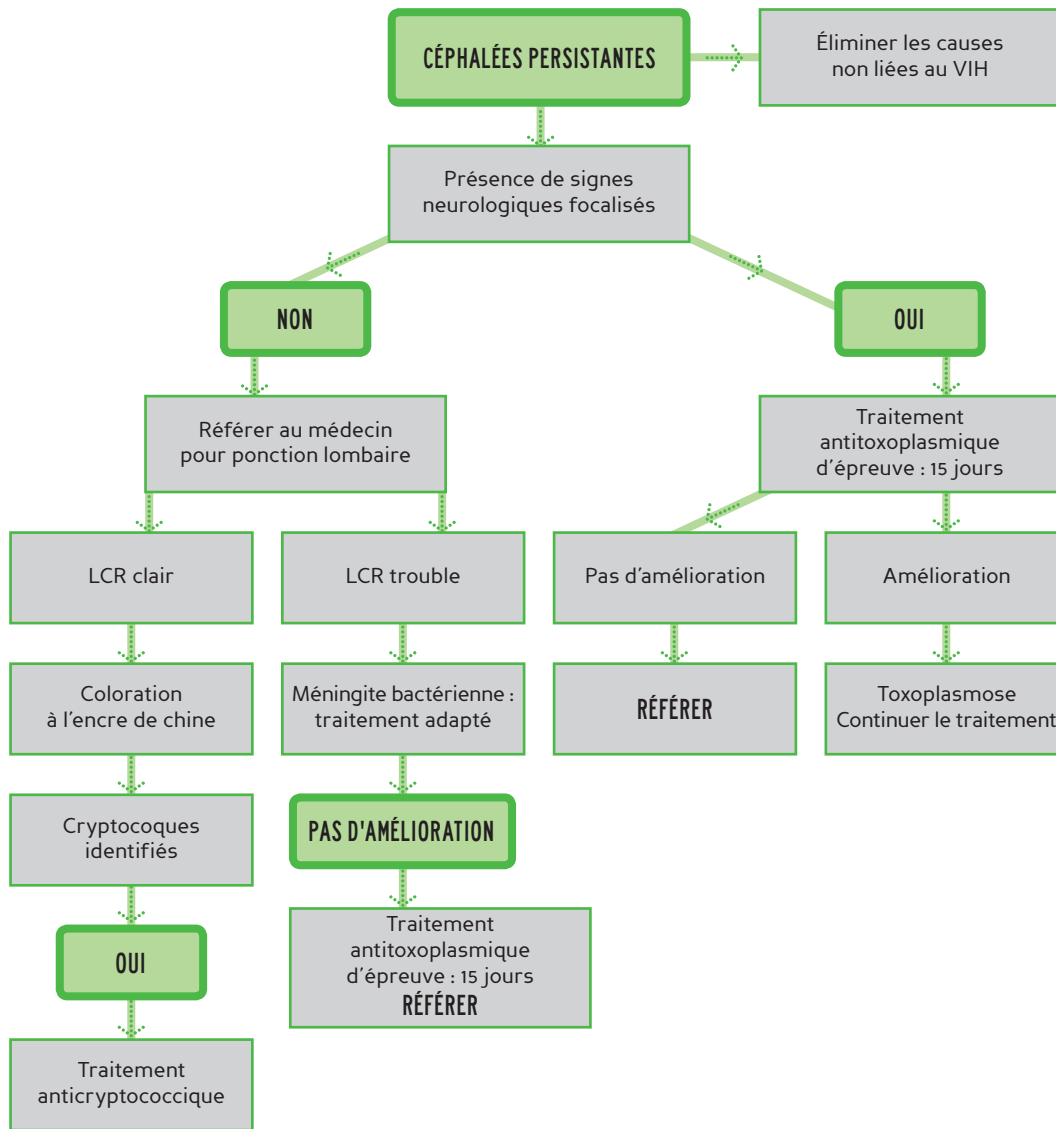 CÉPHALÉES PERSISTANTES
Éliminer les causes
non liées au VIH
Présence de signes
neurologiques focalisés
NON
OUI
Référer au médecin
pour ponction lombaire
Traitement
antitoxoplasmique
d'épreuve : 15 jours
LCR clair
LCR trouble
Pas d'amélioration
Amélioration
Coloration
à l'encre de chine
Méningite bactérienne :
traitement adapté
RÉFÉRER
Toxoplasmose
Continuer le traitement
Cryptocoques
identifiés
PAS D'AMÉLIORATION
OUI
Traitement
antitoxoplasmique
d'épreuve : 15 jours
RÉFÉRER
Traitement
anticryptococcique